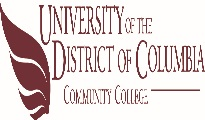 UNIVERSITY OF THE
DISTRICT OF COLUMBIA
COMMUNITY COLLEGE